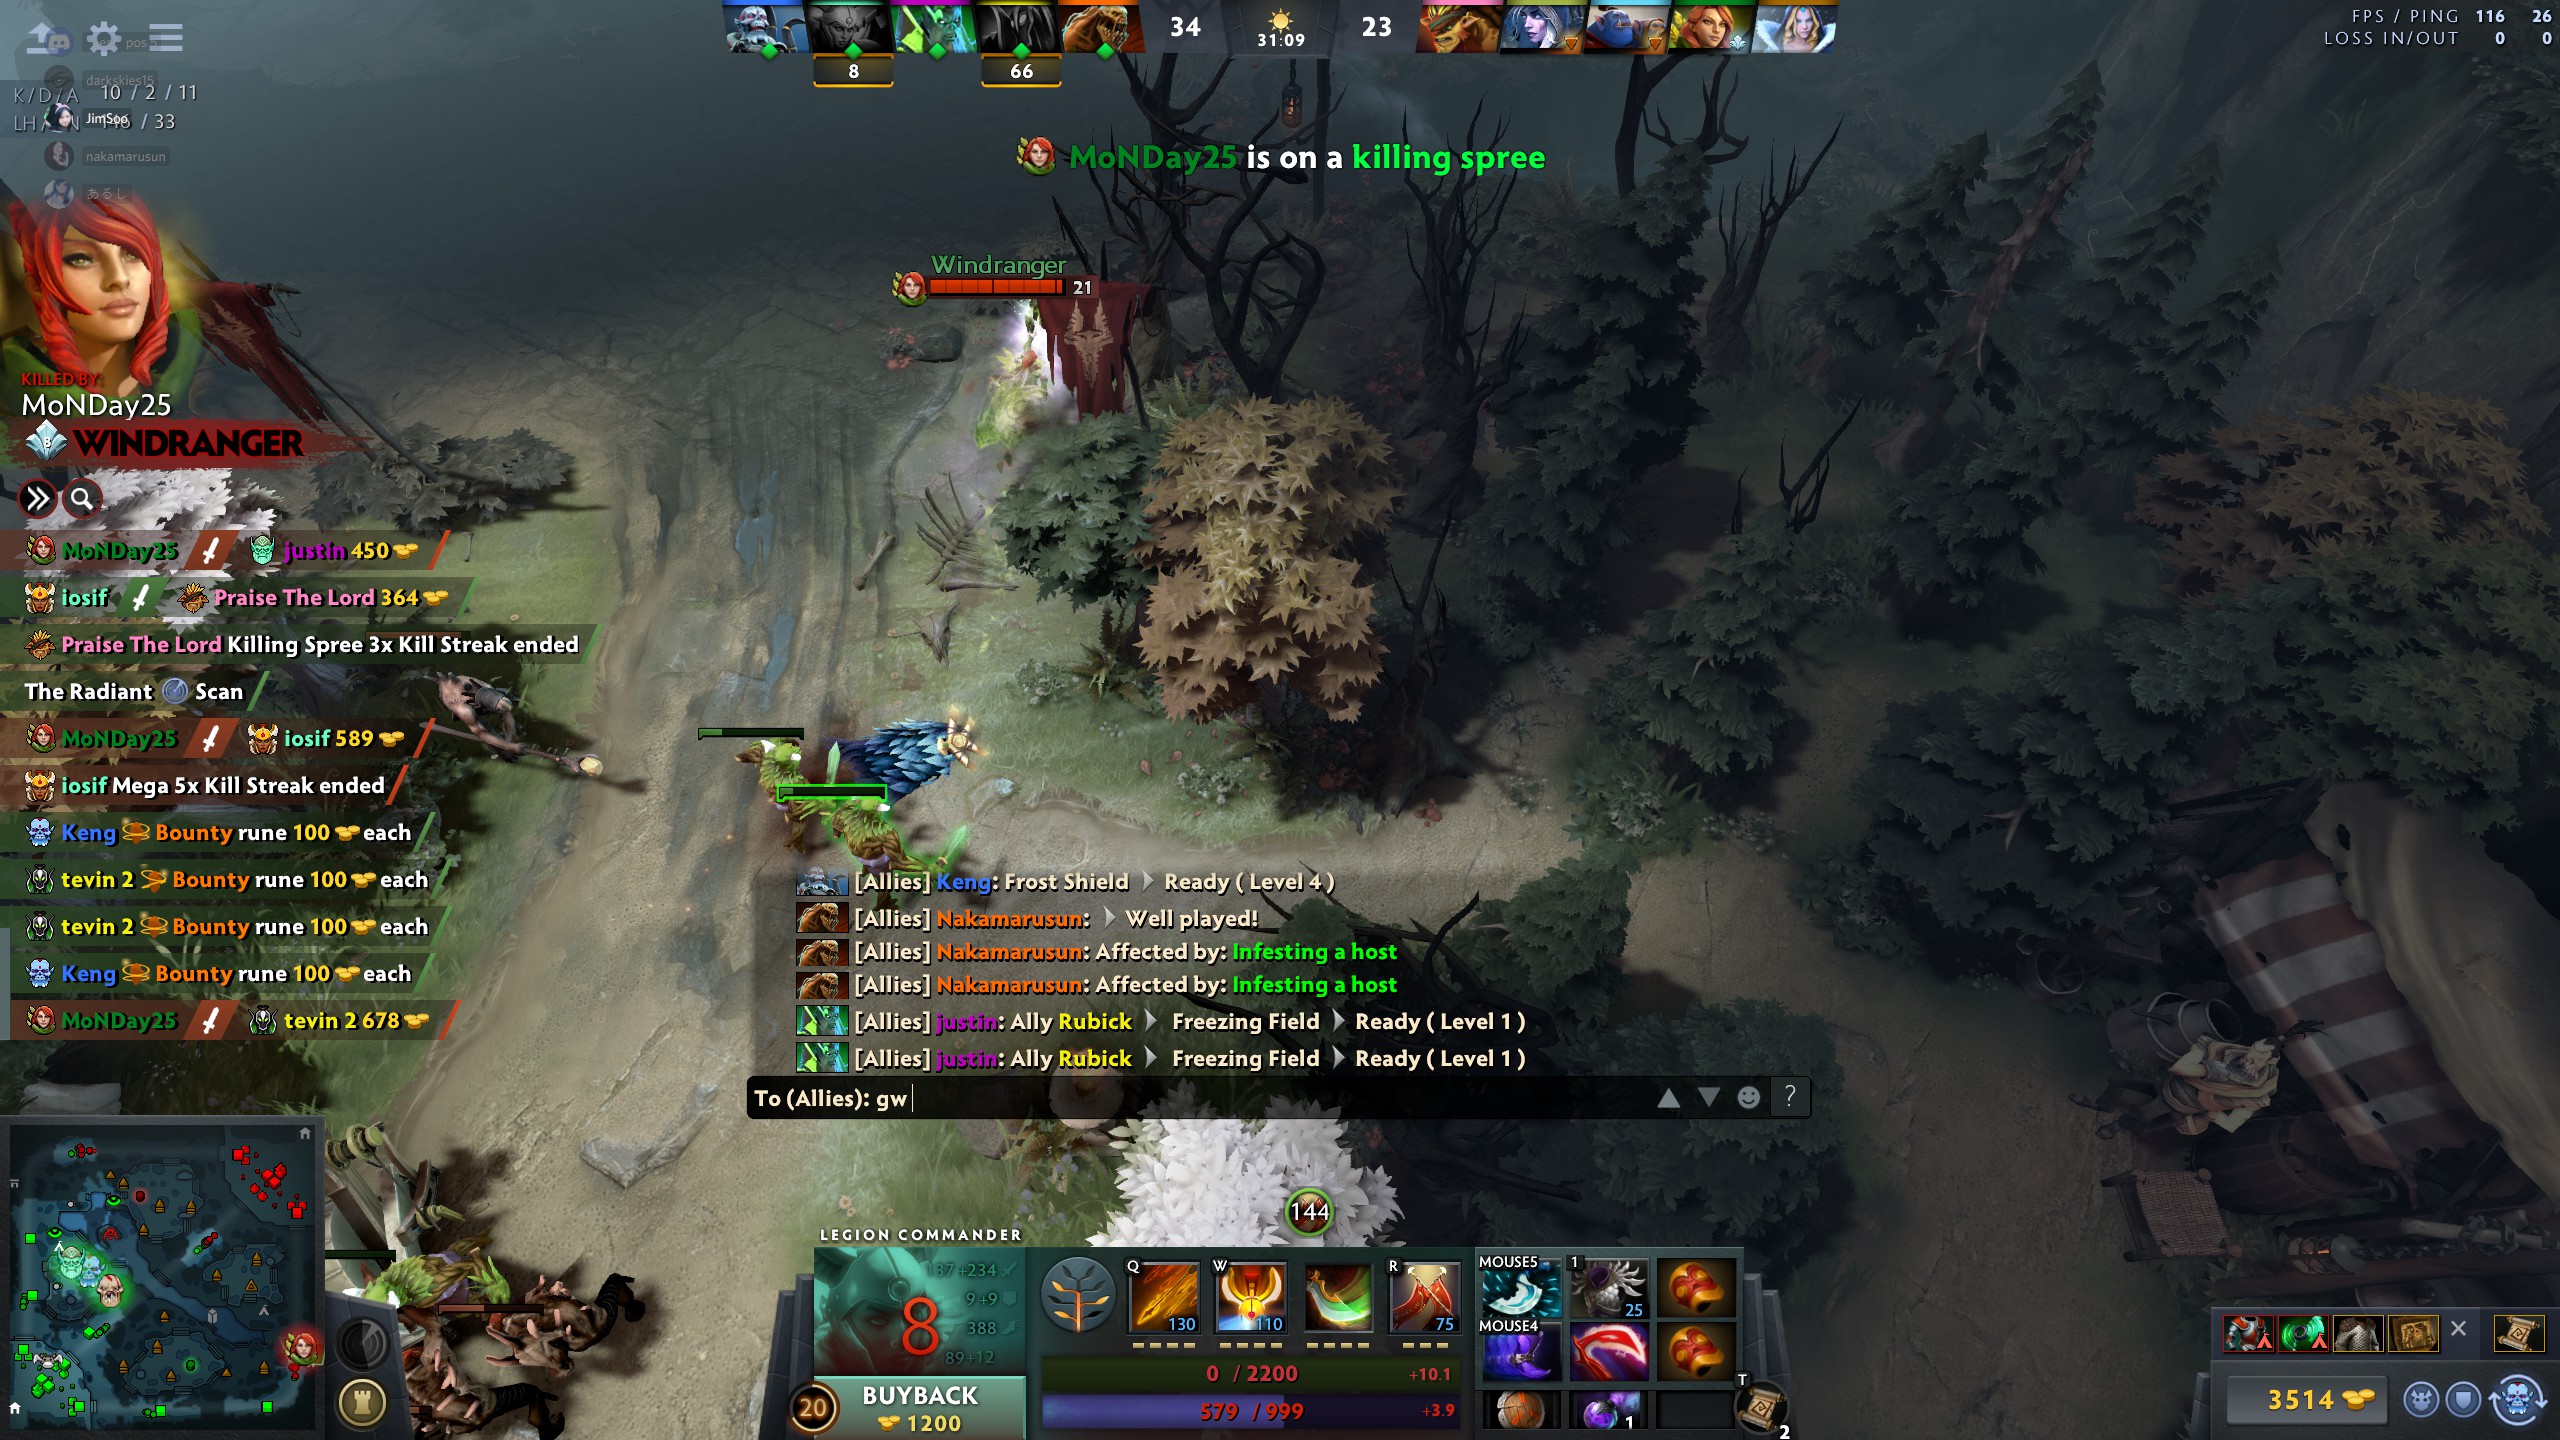 34
31:09
23
FPS / PING 116 26
LOSS IN/OUT 0 0
8
66
pos 5
darkskies15
K/D/A 10 / 2 / 11
JimSoo
/ 33
nakamarusun
あるし
MoNDay25 is on a killing spree
Windranger
21
KILLED BY:
MoNDay25
8 WINDRANGER
MoNDay25 justin 450
iosif Praise The Lord 364
Praise The Lord Killing Spree 3x Kill Streak ended
The Radiant Scan
MoNDay25 iosif 589
iosif Mega 5x Kill Streak ended
Keng Bounty rune 100 each
tevin 2 Bounty rune 100 each
tevin 2 Bounty rune 100 each
Keng Bounty rune 100 each
MoNDay25 tevin 2 678
[Allies] Keng: Frost Shield Ready ( Level 4 )
[Allies] Nakamarusun: Well played!
[Allies] Nakamarusun: Affected by: Infesting a host
[Allies] Nakamarusun: Affected by: Infesting a host
[Allies] justin: Ally Rubick Freezing Field Ready ( Level 1 )
[Allies] justin: Ally Rubick Freezing Field Ready ( Level 1 )
To (Allies): gw
?
144
LEGION COMMANDER
137+234
9+9
388
89+12
8
20
BUYBACK
1200
Q 130
W 110
R 75
0 / 2200 +10.1
579 / 999 +3.9
MOUSE5
1
25
MOUSE4
1
T
2
3514